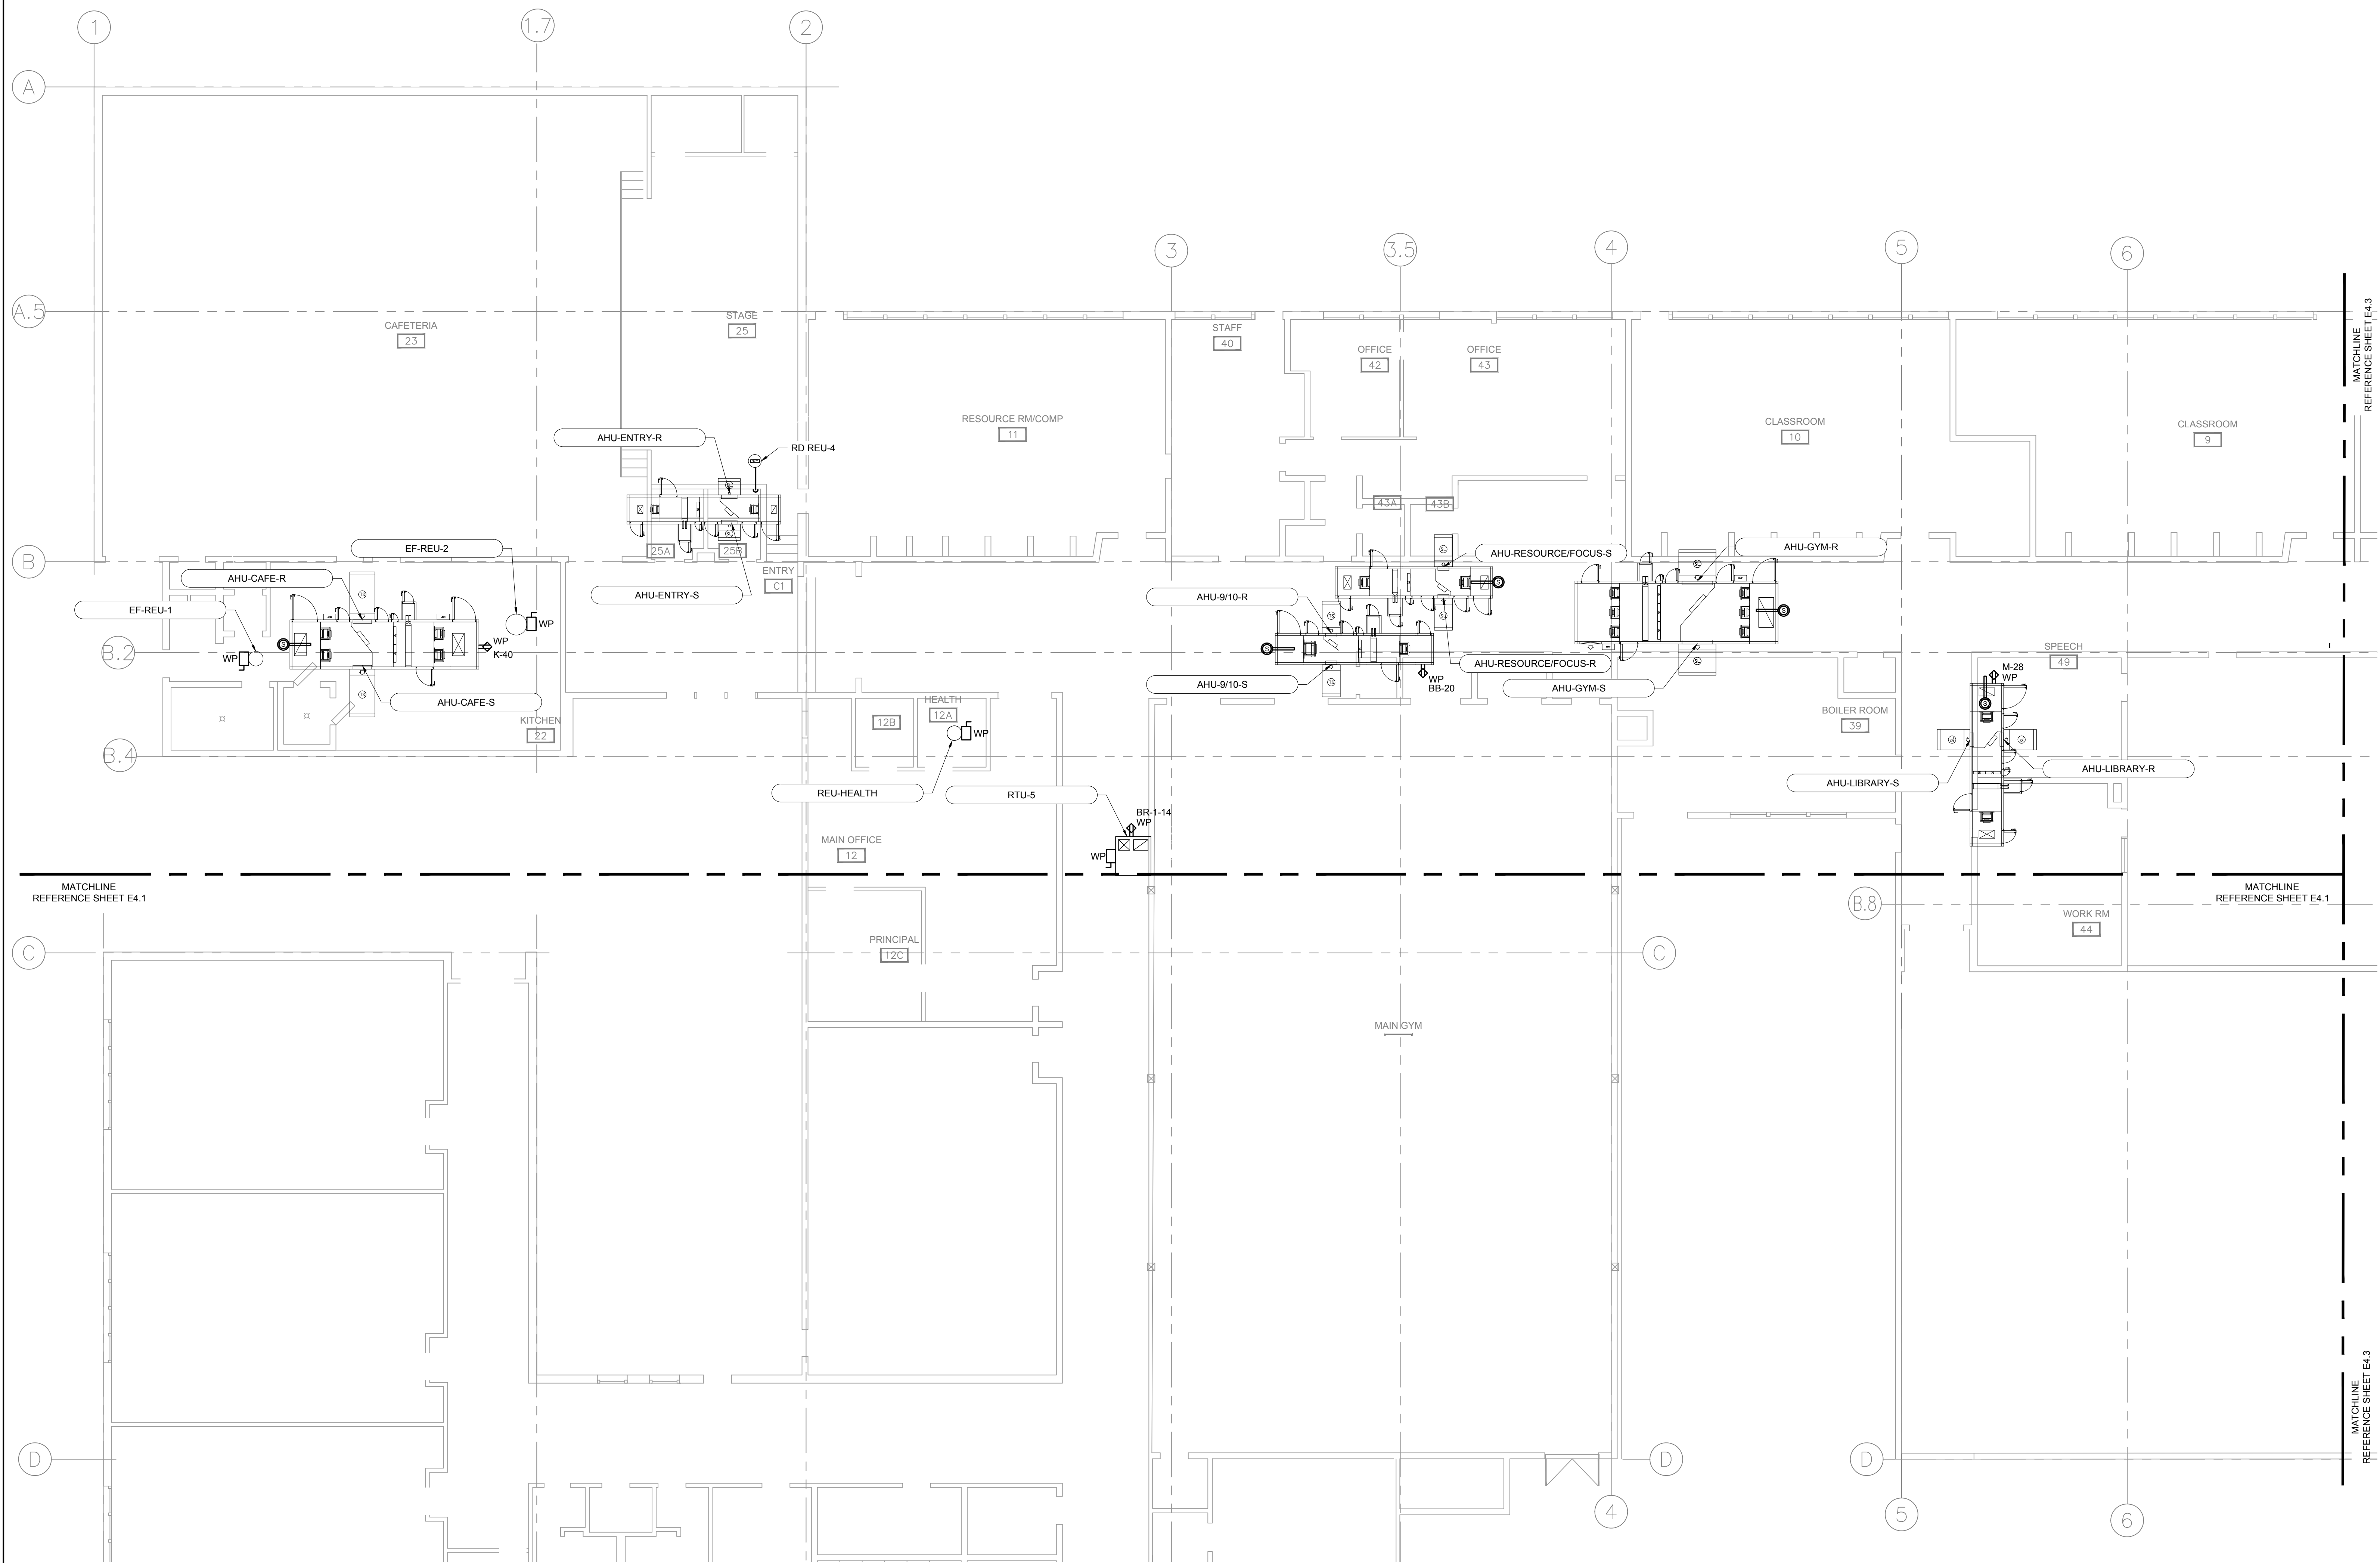 1
1.7
2
A
3
3.5
4
5
6
A.5
MATCHLINE
REFERENCE SHEET E4.3
CAFETERIA
23
STAGE
25
STAFF
40
OFFICE
42
OFFICE
43
RESOURCE RM/COMP
11
CLASSROOM
10
CLASSROOM
9
AHU-ENTRY-R
RD REU-4
43A
43B
25A
25B
B
EF-REU-2
AHU-CAFE-R
EF-REU-1
WP
WP
WP
K-40
AHU-CAFE-S
ENTRY
C1
AHU-ENTRY-S
AHU-RESOURCE/FOCUS-S
AHU-GYM-R
AHU-9/10-R
S
S
S
S
AHU-RESOURCE/FOCUS-R
AHU-9/10-S
WP
BB-20
AHU-GYM-S
B.2
SPEECH
49
M-28
WP
S
KITCHEN
22
HEALTH
12A
12B
WP
BOILER ROOM
39
B.4
REU-HEALTH
RTU-5
BR-1-14
WP
WP
AHU-LIBRARY-S
AHU-LIBRARY-R
MAIN OFFICE
12
MATCHLINE
REFERENCE SHEET E4.1
MATCHLINE
REFERENCE SHEET E4.1
B.8
WORK RM
44
C
PRINCIPAL
12C
C
MAIN GYM
MATCHLINE
REFERENCE SHEET E4.3
D
D
D
4
5
6